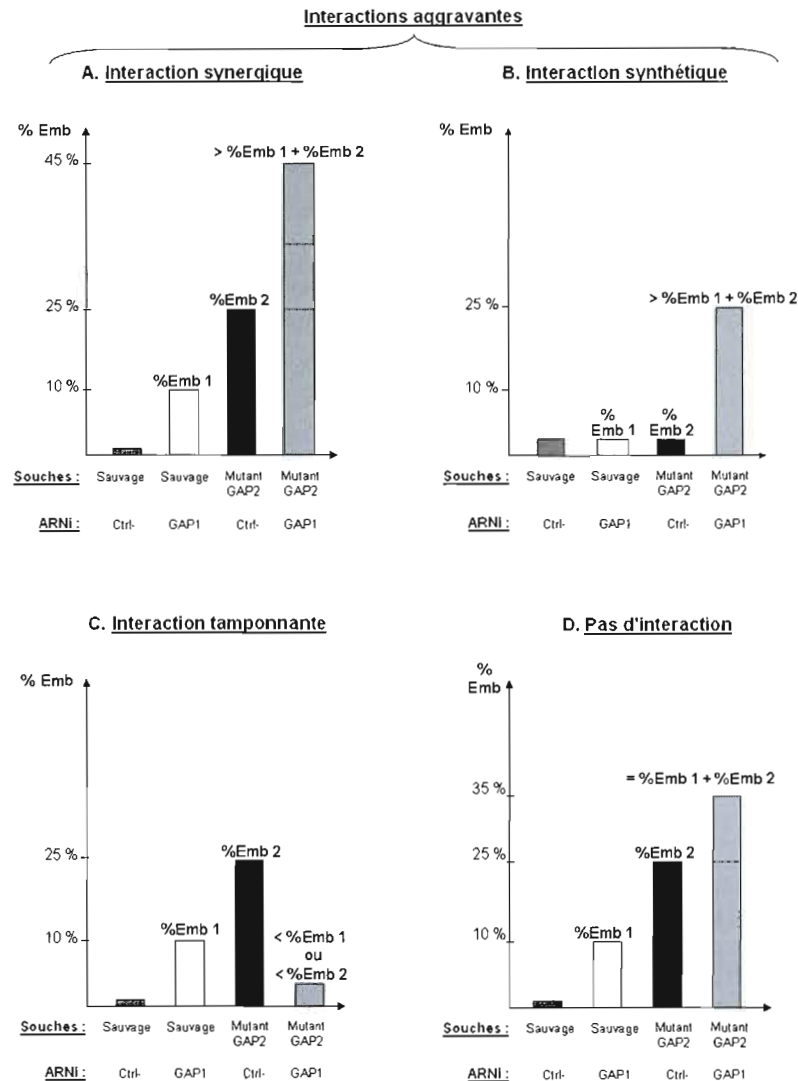 Interactions aggravantes
A. Interaction synergique
B. Interaction synthétique
% Emb
45 %
> %Emb 1 + %Emb 2
25 %
%Emb 2
10 %
%Emb 1
Souches : Sauvage Sauvage Mutant GAP2 Mutant GAP2
ARNi : Ctrl- GAP1 Ctrl- GAP1
% Emb
25 %
> %Emb 1 + %Emb 2
10 %
% Emb 1
% Emb 2
Souches : Sauvage Sauvage Mutant GAP2 Mutant GAP2
ARNi : Ctrl- GAP1 Ctrl- GAP1
C. Interaction tamponnante
D. Pas d'interaction
% Emb
25 %
%Emb 2
10 %
%Emb 1
< %Emb 1
ou
< %Emb 2
Souches : Sauvage Sauvage Mutant GAP2 Mutant GAP2
ARNi : Ctrl- GAP1 Ctrl- GAP1
%
Emb
35 %
= %Emb 1 + %Emb 2
25 %
%Emb 2
10 %
%Emb 1
Souches : Sauvage Sauvage Mutant GAP2 Mutant GAP2
ARNi : Ctrl- GAP1 Ctrl- GAP1